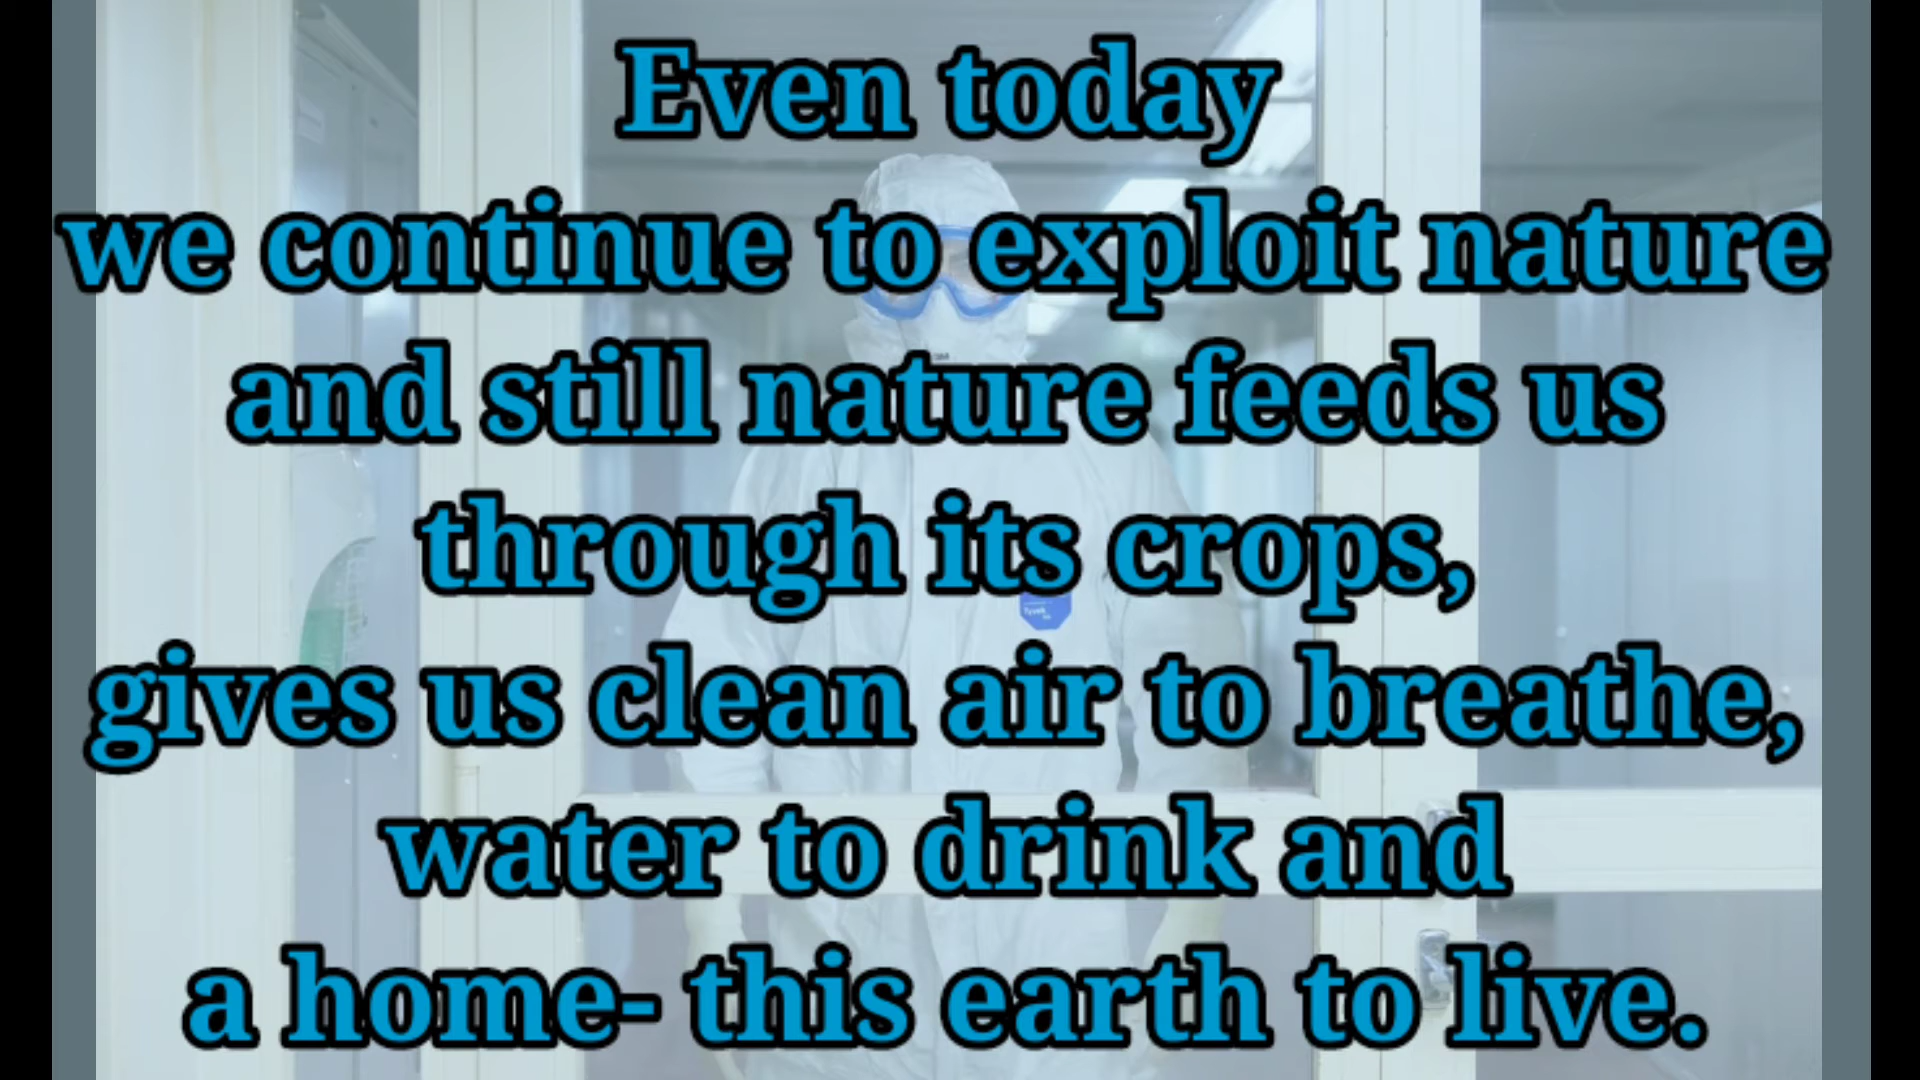 Even today
we continue to exploit nature
and still nature feeds us
through its crops,
gives us clean air to breathe,
water to drink and
a home- this earth to live.
Tyvek